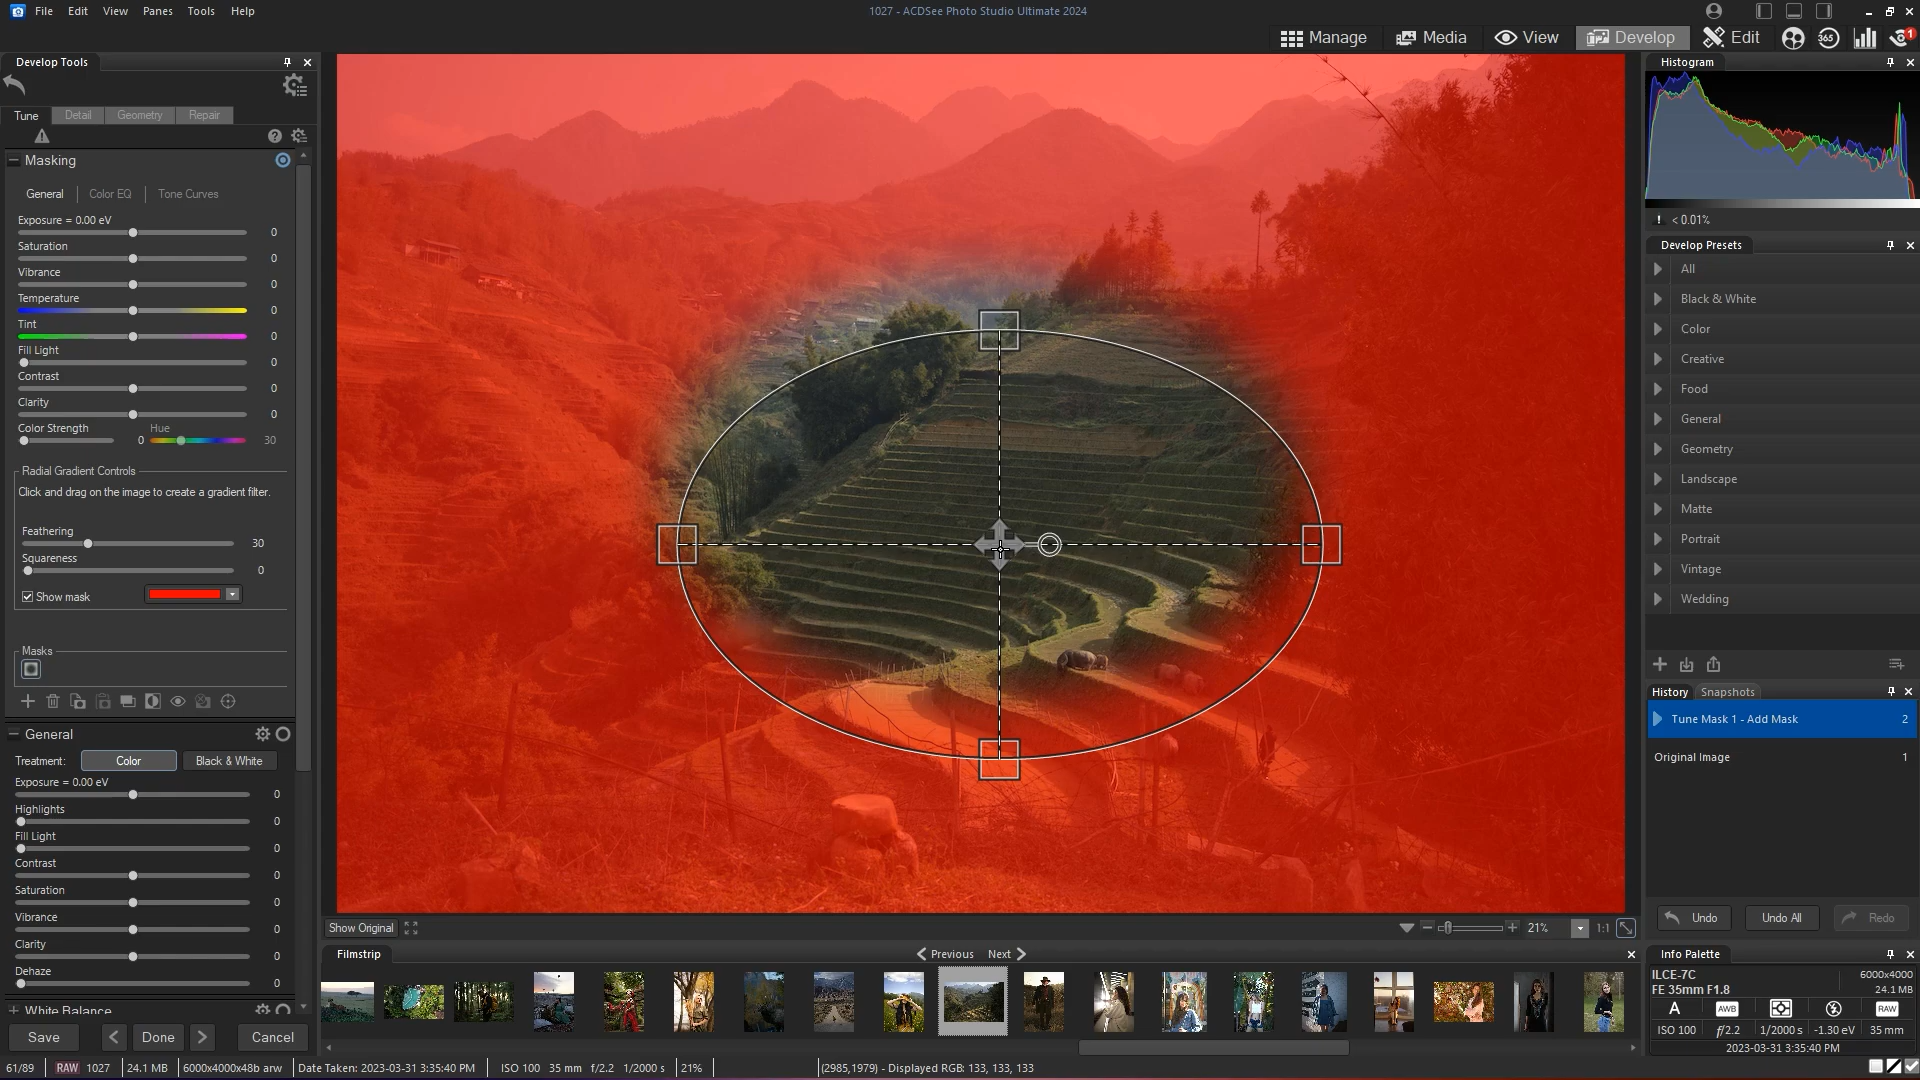 File Edit View Panes Tools Help
1027 - ACDSee Photo Studio Ultimate 2024
Manage Media View Develop Edit 365 1
Develop Tools
Tune Detail Geometry Repair
Masking
General Color EQ Tone Curves
Exposure = 0.00 eV
0
Saturation
0
Vibrance
0
Temperature
0
Tint
0
Fill Light
0
Contrast
0
Clarity
0
Color Strength 0 Hue 30
Radial Gradient Controls
Click and drag on the image to create a gradient filter.
Feathering
30
Squareness
0
Show mask
Masks
General
Treatment: Color Black & White
Exposure = 0.00 eV
0
Highlights
0
Fill Light
0
Contrast
0
Saturation
0
Vibrance
0
Clarity
0
Dehaze
0
White Balance
Save Done Cancel
Show Original
21%
1:1
Filmstrip
Previous Next
Histogram
! < 0.01%
Develop Presets
All
Black & White
Color
Creative
Food
General
Geometry
Landscape
Matte
Portrait
Vintage
Wedding
History Snapshots
Tune Mask 1 - Add Mask 2
Original Image 1
Undo Undo All Redo
Info Palette
ILCE-7C 6000x4000
FE 35mm F1.8 24.1 MB
A AWB RAW
ISO 100 f/2.2 1/2000 s -1.30 eV 35 mm
2023-03-31 3:35:40 PM
61/89 RAW 1027 24.1 MB 6000x4000x48b arw Date Taken: 2023-03-31 3:35:40 PM ISO 100 35 mm f/2.2 1/2000 s 21% (2985,1979) - Displayed RGB: 133, 133, 133